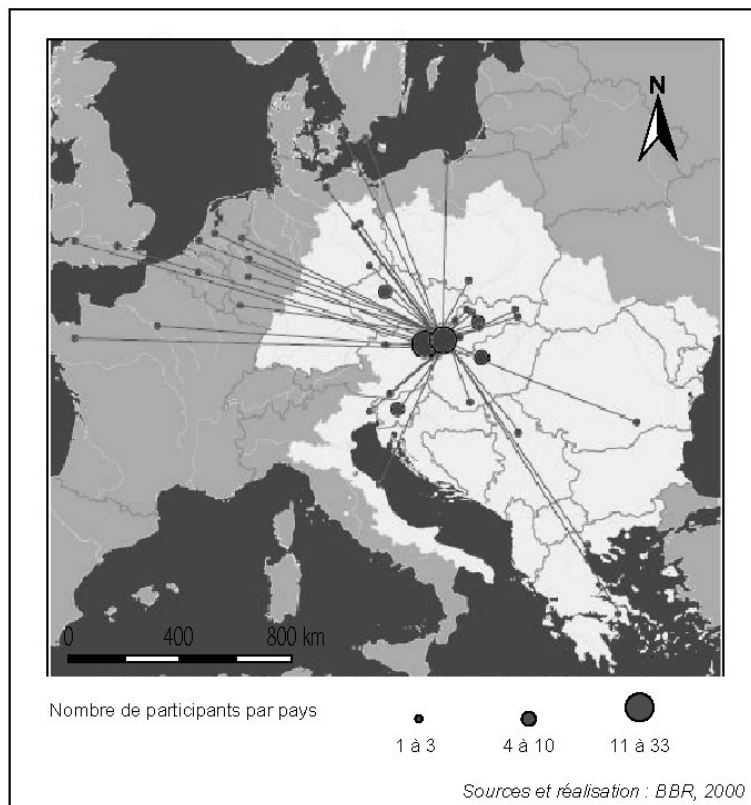 N
0 400 800 km
Nombre de participants par pays
1 à 3 4 à 10 11 à 33
Sources et réalisation : BBR, 2000